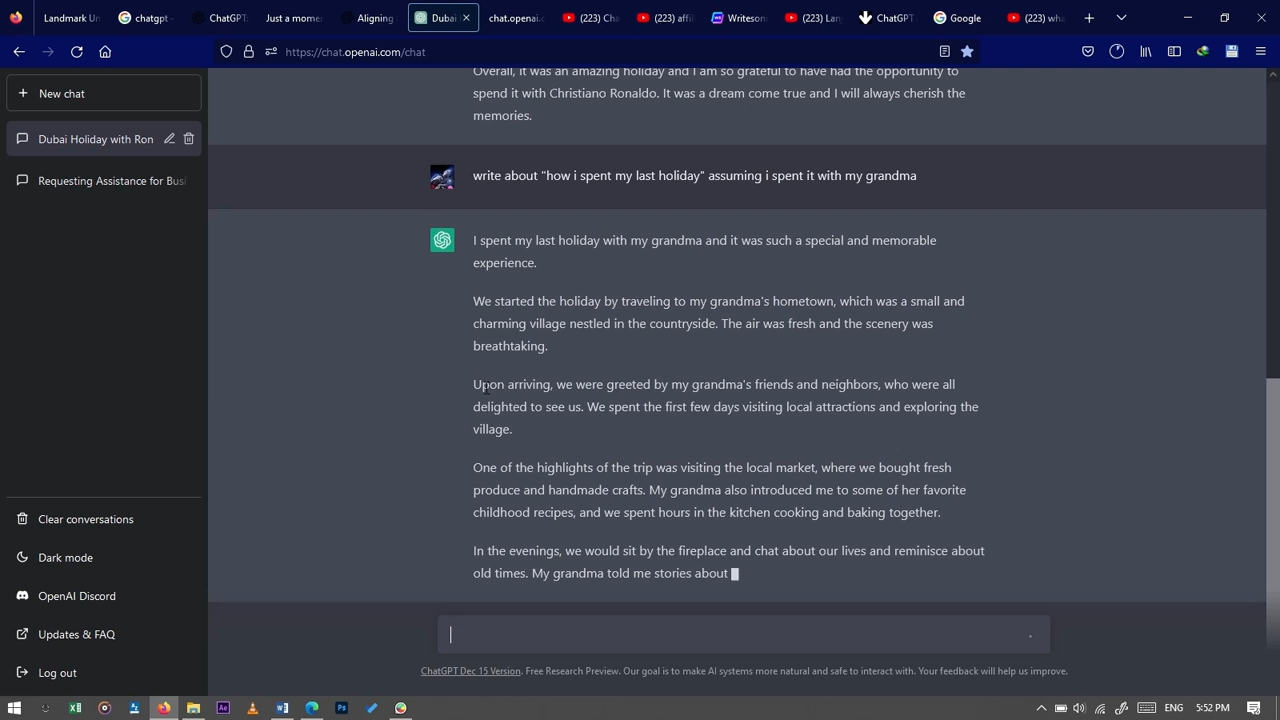 Landmark Un
chatgpt -
ChatGPT:
Just a mome
Aligning
Dubai
chat.openai.c
(223) Cha
(223) affil
Writeson
(223) Lan
ChatGPT
Google
(223) wha
https://chat.openai.com/chat
New chat
Dubai Holiday with Ron
Requesting Assistance for Busi
Clear conversations
Dark mode
OpenAI Discord
Updates & FAQ
Log out
Overall, it was an amazing holiday and I am so grateful to have had the opportunity to
spend it with Christiano Ronaldo. It was a dream come true and I will always cherish the
memories.
write about "how i spent my last holiday" assuming i spent it with my grandma
I spent my last holiday with my grandma and it was such a special and memorable
experience.
We started the holiday by traveling to my grandma's hometown, which was a small and
charming village nestled in the countryside. The air was fresh and the scenery was
breathtaking.
Upon arriving, we were greeted by my grandma's friends and neighbors, who were all
delighted to see us. We spent the first few days visiting local attractions and exploring the
village.
One of the highlights of the trip was visiting the local market, where we bought fresh
produce and handmade crafts. My grandma also introduced me to some of her favorite
childhood recipes, and we spent hours in the kitchen cooking and baking together.
In the evenings, we would sit by the fireplace and chat about our lives and reminisce about
old times. My grandma told me stories about
ChatGPT Dec 15 Version. Free Research Preview. Our goal is to make AI systems more natural and safe to interact with. Your feedback will help us improve.
ENG
5:52 PM